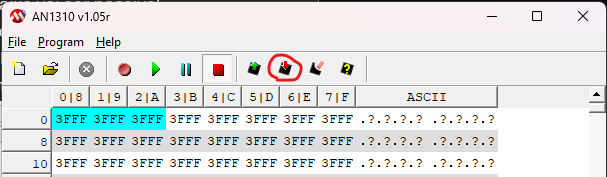 AN1310 v1.05r
File Program Help
0|8 1|9 2|A 3|B 4|C 5|D 6|E 7|F ASCII
0 3FFF 3FFF 3FFF 3FFF 3FFF 3FFF 3FFF 3FFF .?.?.?.? .?.?.?.?
8 3FFF 3FFF 3FFF 3FFF 3FFF 3FFF 3FFF 3FFF .?.?.?.? .?.?.?.?
10 3FFF 3FFF 3FFF 3FFF 3FFF 3FFF 3FFF 3FFF .?.?.?.? .?.?.?.?